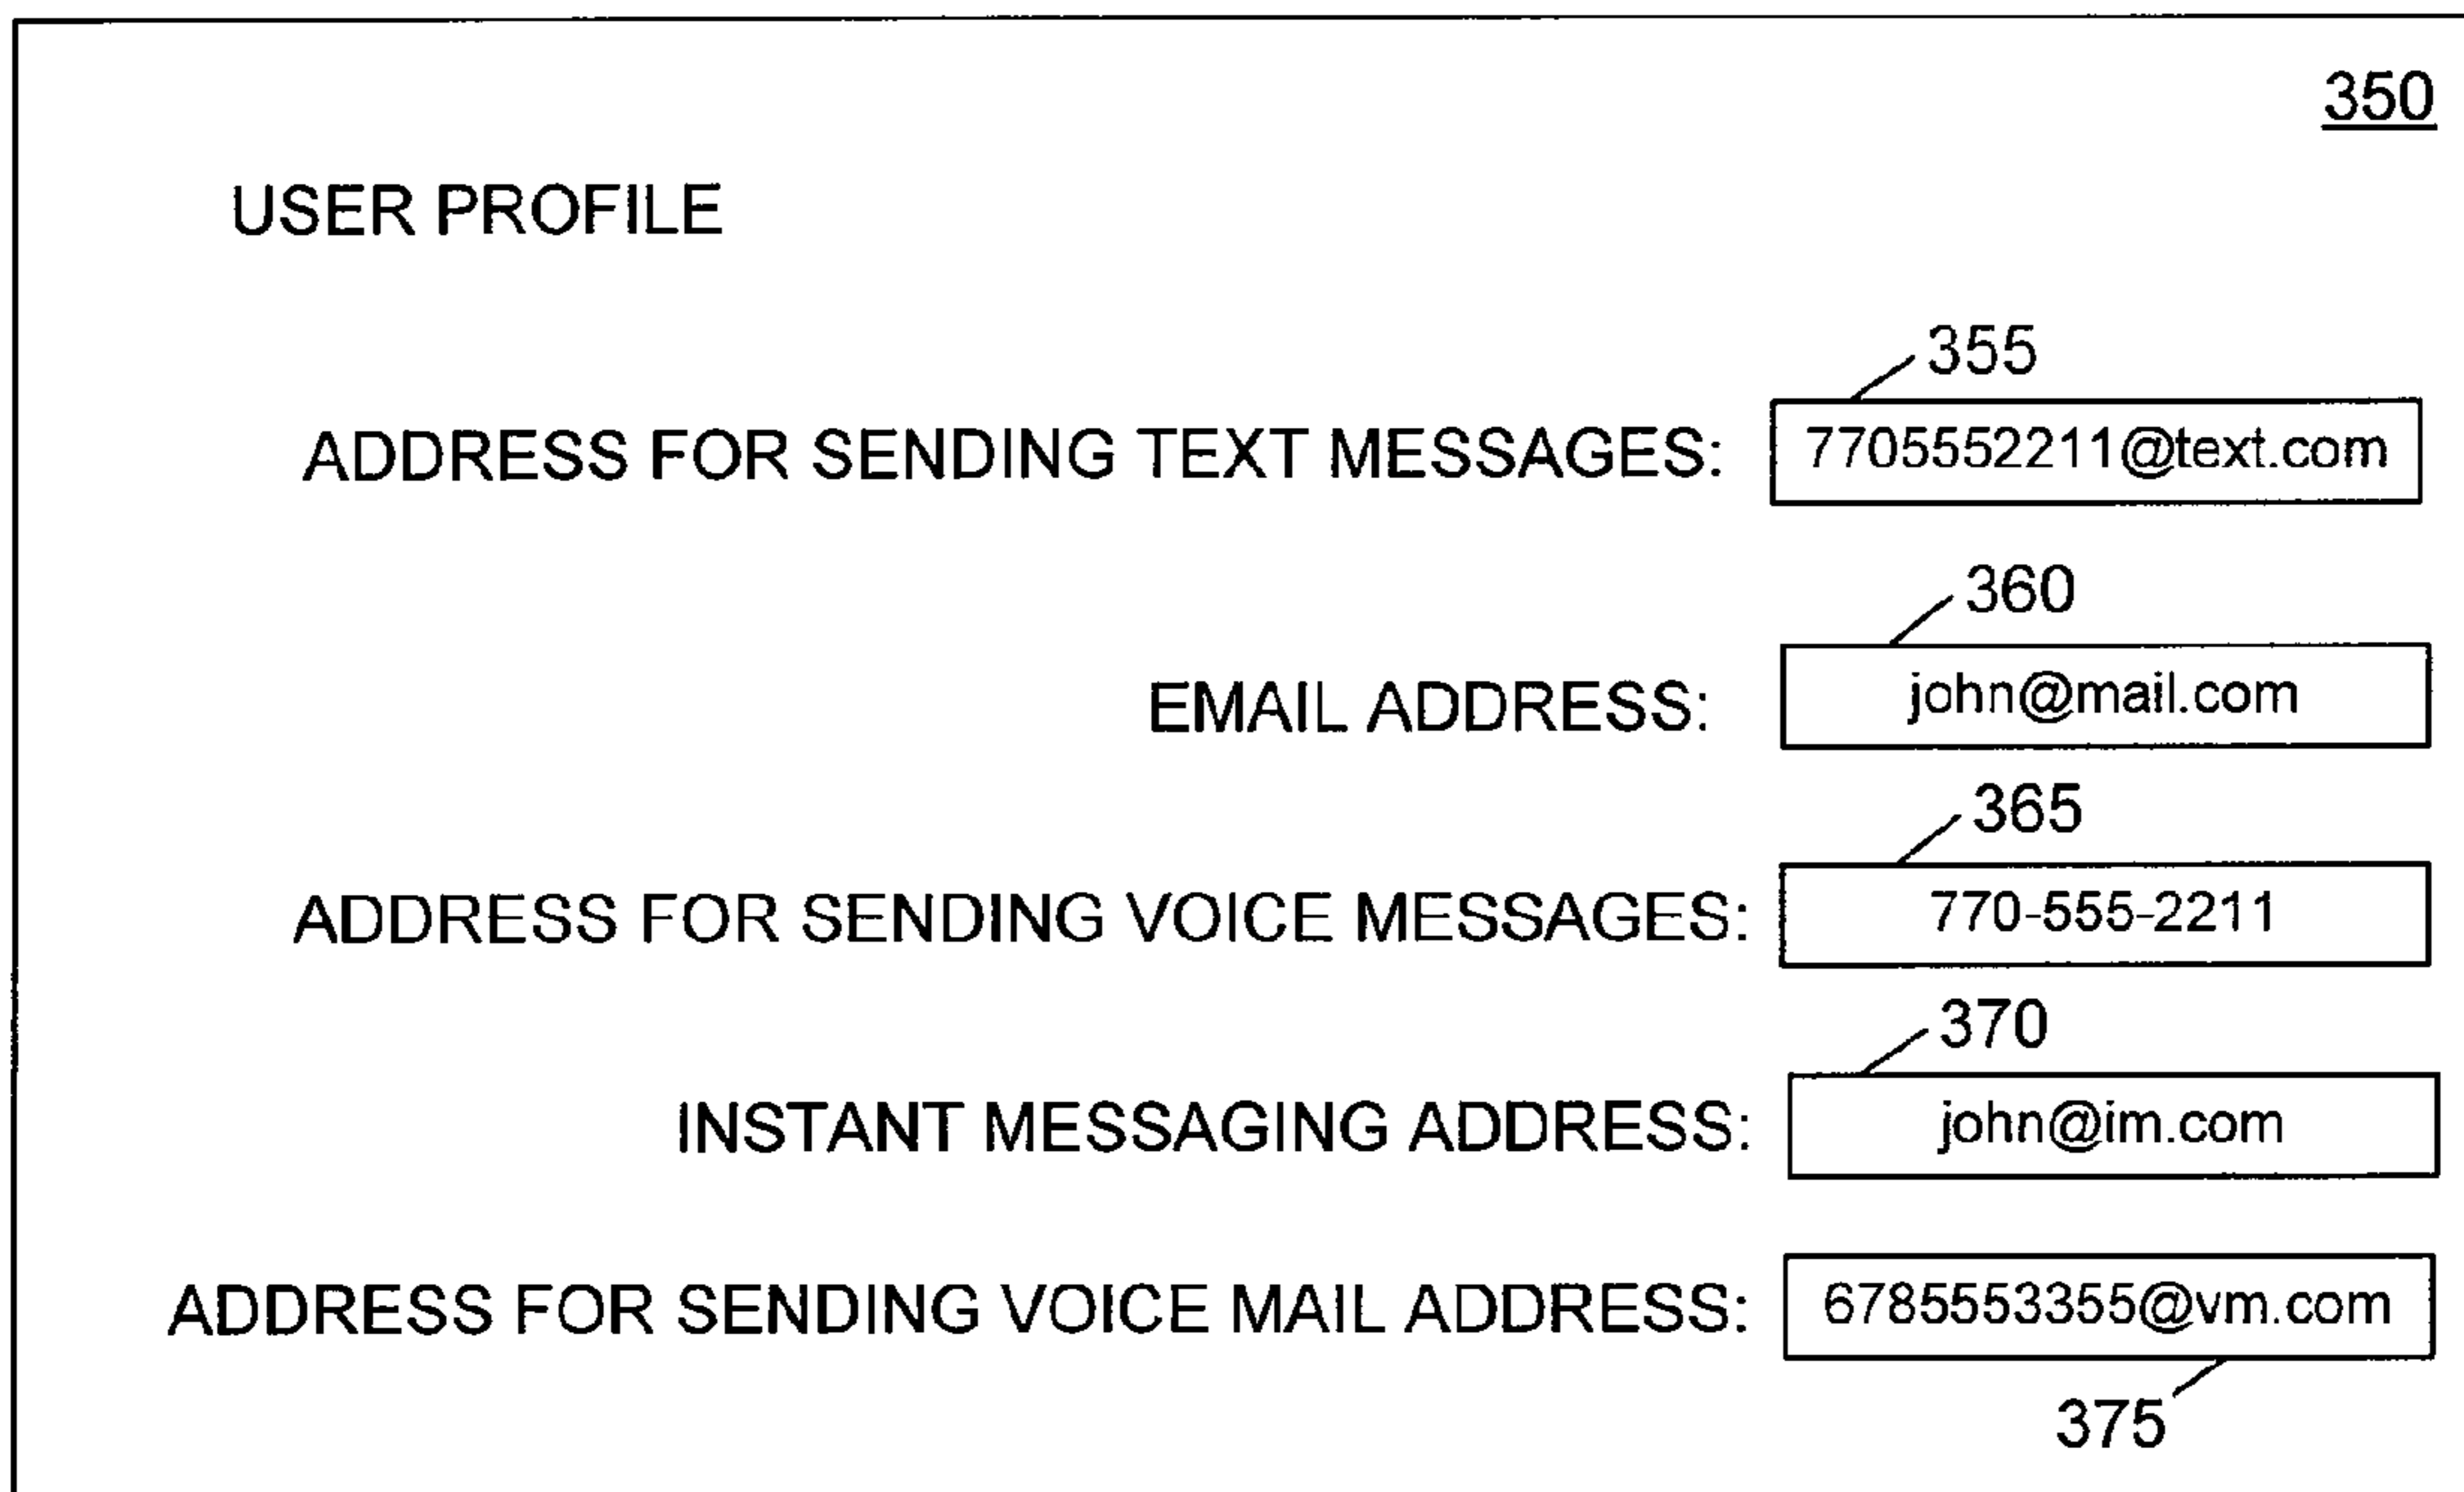 350
USER PROFILE
355
ADDRESS FOR SENDING TEXT MESSAGES: 7705552211@text.com
360
EMAIL ADDRESS: john@mail.com
365
ADDRESS FOR SENDING VOICE MESSAGES: 770-555-2211
370
INSTANT MESSAGING ADDRESS: john@im.com
ADDRESS FOR SENDING VOICE MAIL ADDRESS: 6785553355@vm.com
375